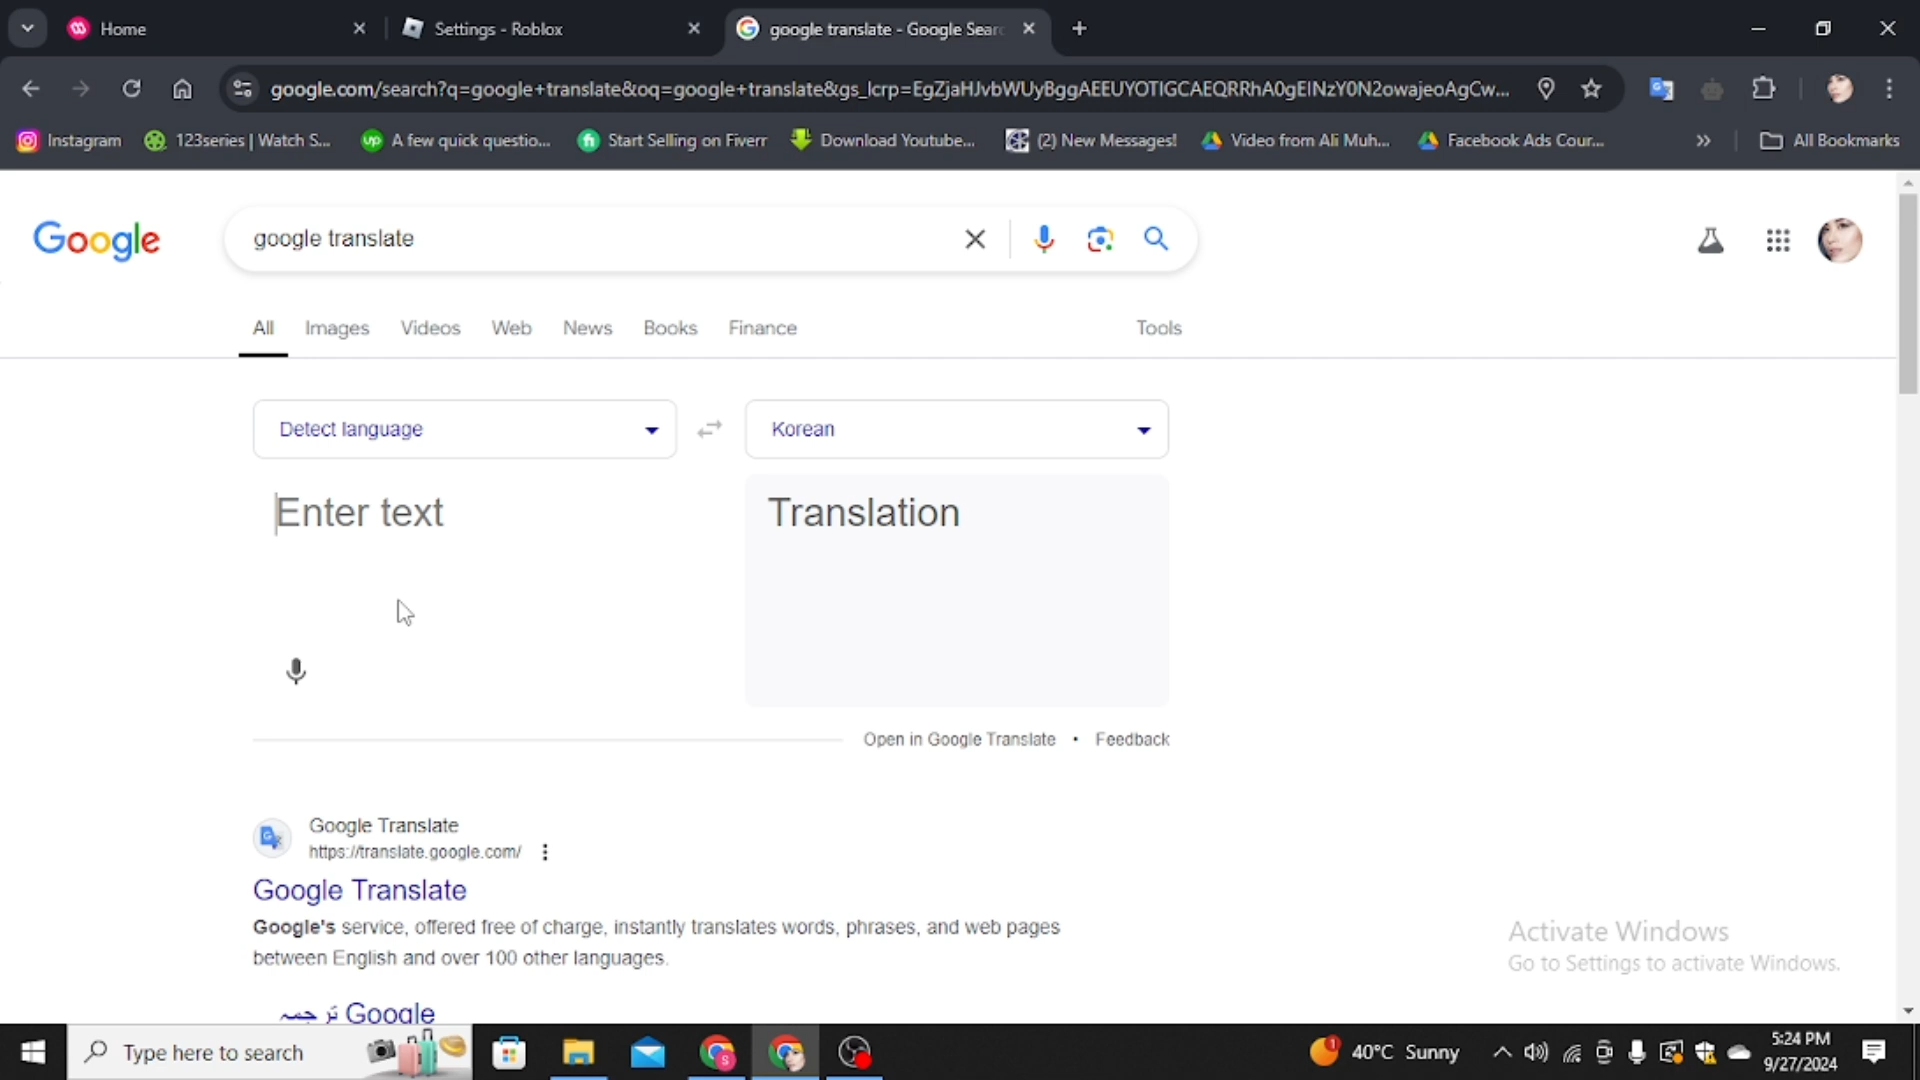 Home
Settings - Roblox
google translate - Google Sear
google.com/search?q=google+translate&oq=google+translate&gs_lcrp=EgZjaHJvbWUyBggAEEUYOTIGCAEQRRhA0gEINzY0N2owajeoAgCw...
Instagram
123series | Watch S...
up A few quick questio...
fi Start Selling on Fiverr
Download Youtube...
(2) New Messages!
Video from Ali Muh...
Facebook Ads Cour...
All Bookmarks
Google
google translate
All Images Videos Web News Books Finance Tools
Detect language
Korean
Enter text
Translation
Open in Google Translate • Feedback
Google Translate
https://translate.google.com/
Google Translate
Google's service, offered free of charge, instantly translates words, phrases, and web pages
between English and over 100 other languages.
Google ترجمہ
Activate Windows
Go to Settings to activate Windows.
Type here to search
S
1
40°C Sunny
5:24 PM
9/27/2024